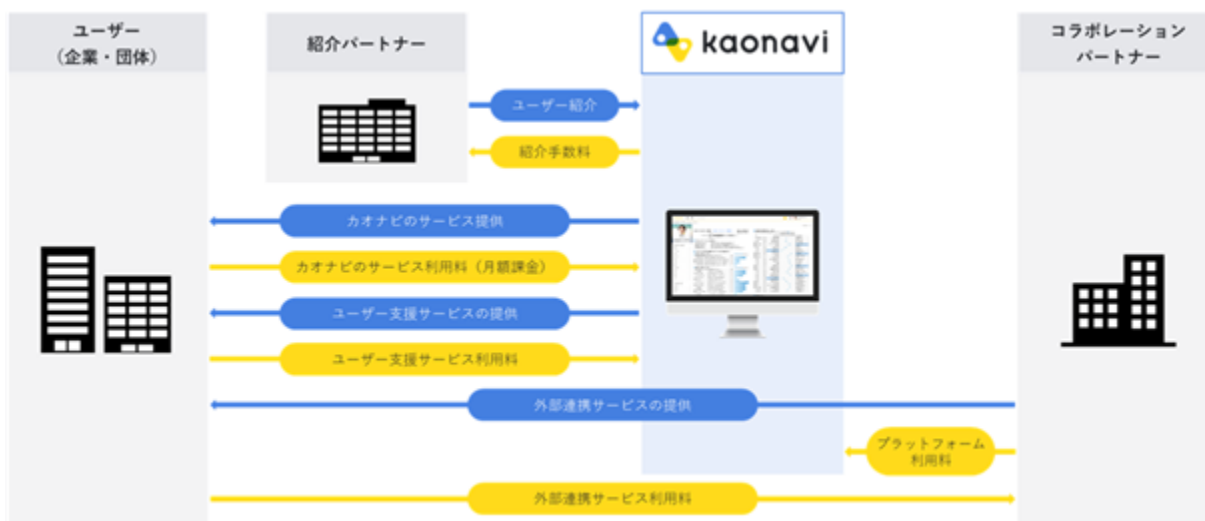 ユーザー
（企業・団体）
紹介パートナー
kaonavi
コラボレーション
パートナー
ユーザー紹介
紹介手数料
カオナビのサービス提供
カオナビのサービス利用料（月額課金）
ユーザー支援サービスの提供
ユーザー支援サービス利用料
外部連携サービスの提供
プラットフォーム
利用料
外部連携サービス利用料